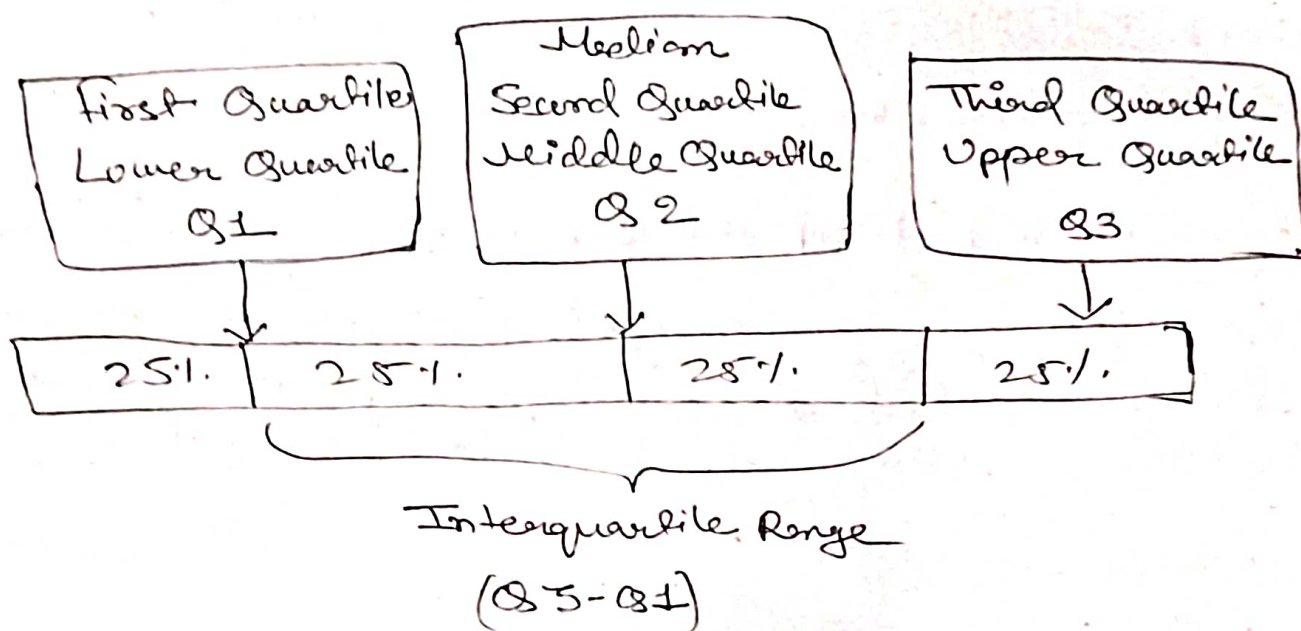 First Quartile
Lower Quartile
Q1
Median
Second Quartile
Middle Quartile
Q2
Third Quartile
Upper Quartile
Q3
25%.
25%.
25%.
25%.
Interquartile Range
(Q3-Q1)